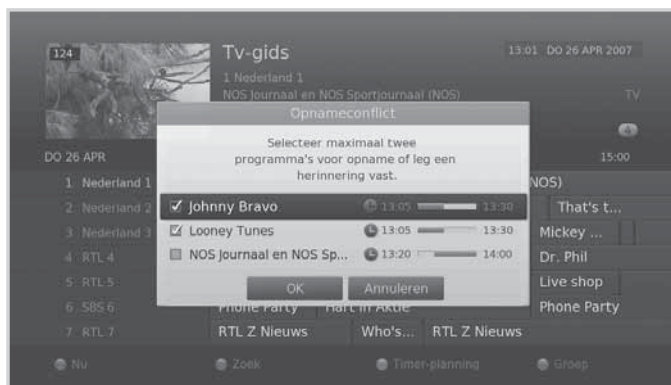 124
Tv-gids
13:01 DO 26 APR 2007
1 Nederland 1
NOS Journaal en NOS Sportjournaal (NOS)
TV
Opnameconflict
Selecteer maximaal twee
programma's voor opname of leg een
herinnering vast.
Johnny Bravo 13:05 13:30
Looney Tunes 13:05 13:30
NOS Journaal en NOS Sp... 13:20 14:00
OK Annuleren
DO 26 APR 15:00
1 Nederland 1 NOS)
2 Nederland 2 That's t...
3 Nederland 3 Mickey ...
4 RTL 4 Dr. Phil
5 RTL 5 Live shop
6 SBS 6 Phone Party Hart in Aktie Phone Party
7 RTL 7 RTL Z Nieuws Who's... RTL Z Nieuws
Nu Zoek Timer-planning Groep